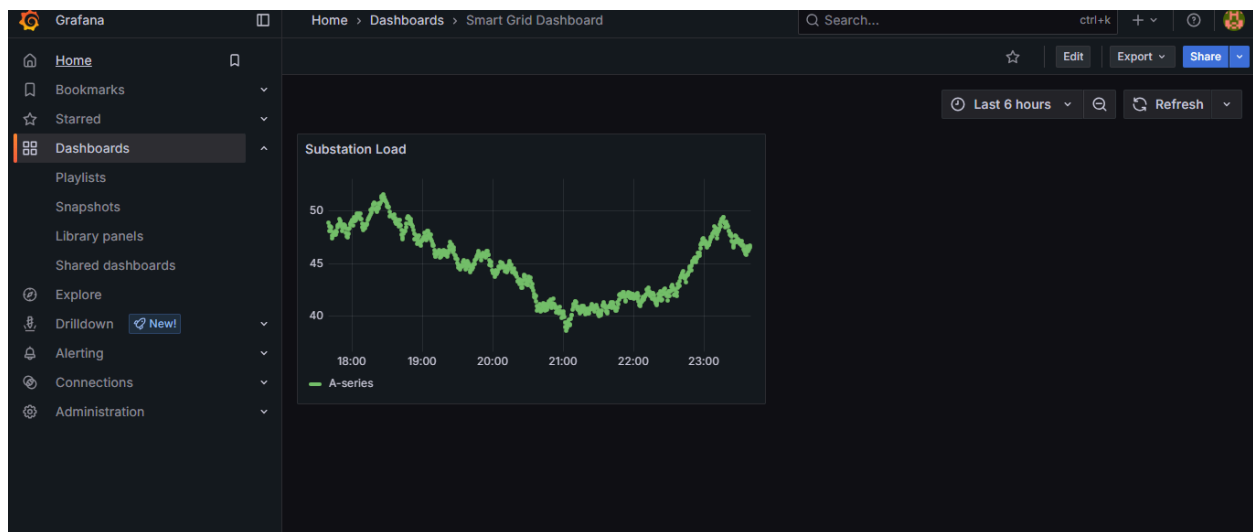 Grafana
Home > Dashboards > Smart Grid Dashboard
Search...
ctrl+k
Home
Edit
Export
Share
Bookmarks
Starred
Dashboards
Playlists
Snapshots
Library panels
Shared dashboards
Explore
Drilldown
New!
Alerting
Connections
Administration
Last 6 hours
Refresh
Substation Load
50
45
40
18:00 19:00 20:00 21:00 22:00 23:00
A-series